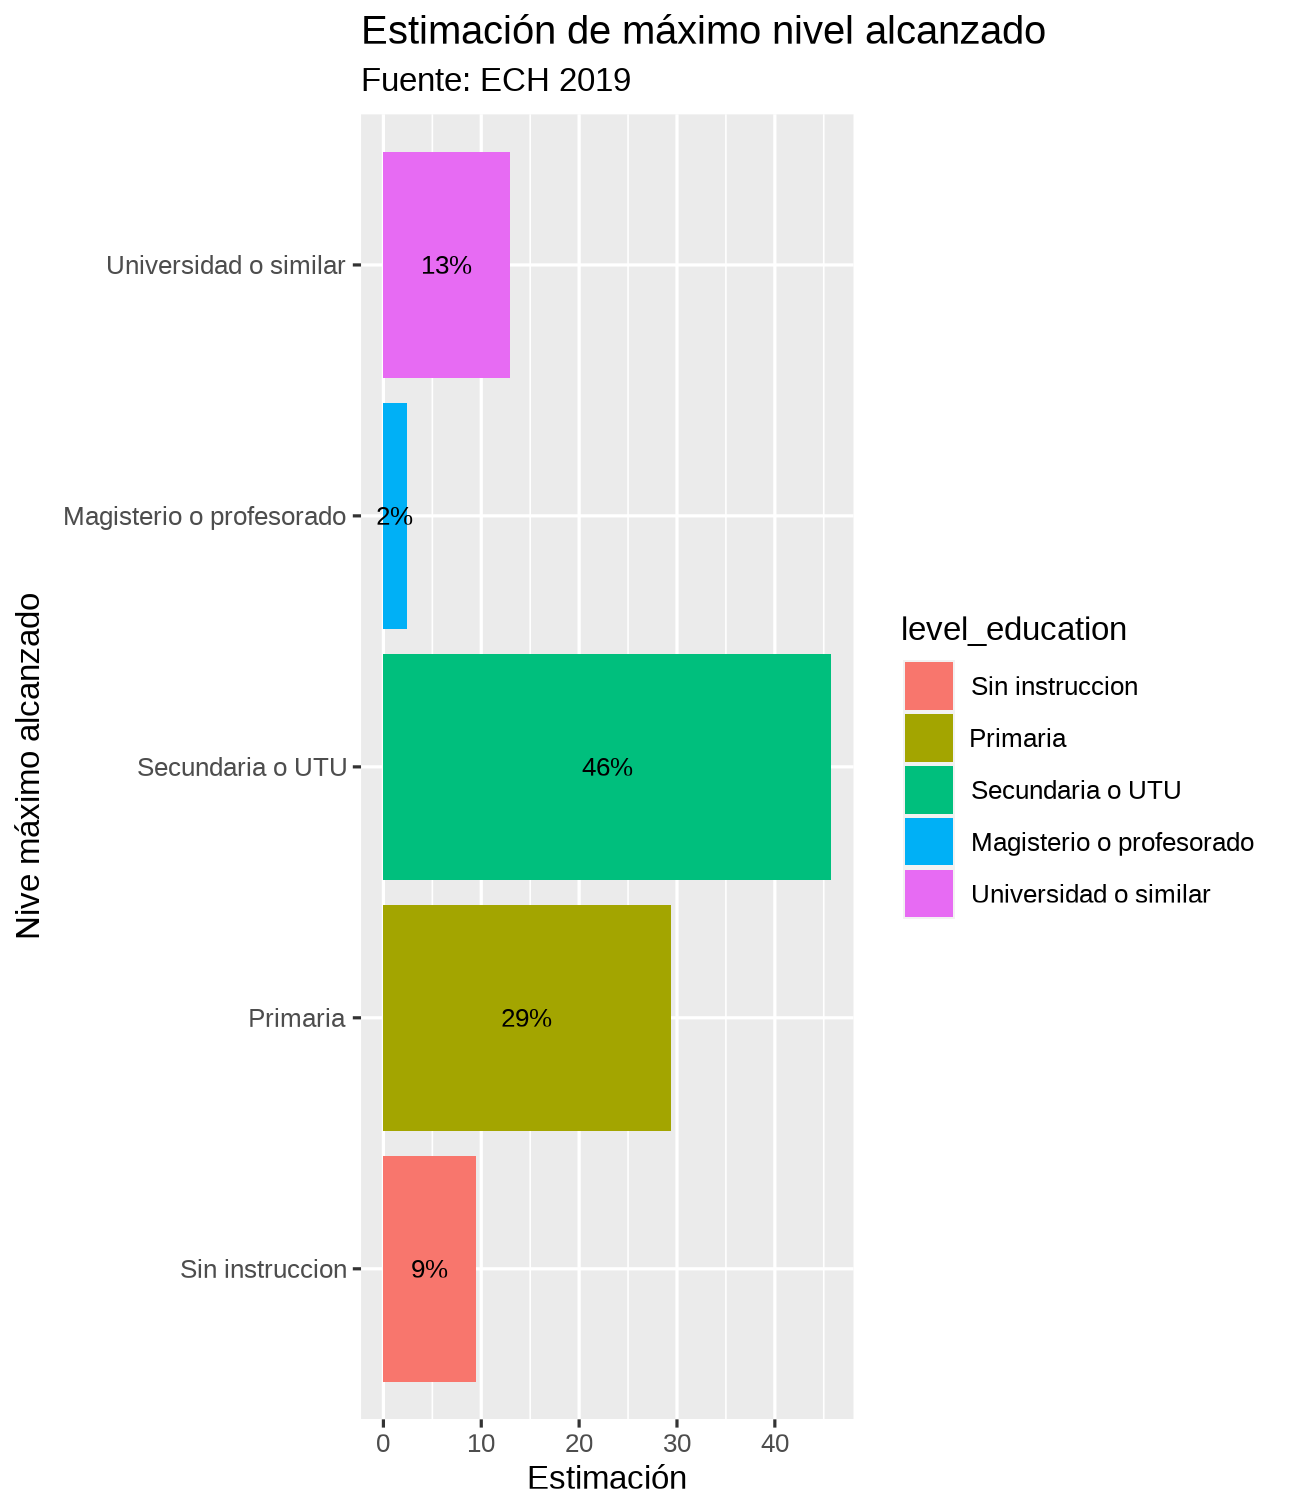 Estimación de máximo nivel alcanzado
Fuente: ECH 2019
Nive máximo alcanzado
Universidad o similar
13%
Magisterio o profesorado
2%
Secundaria o UTU
46%
Primaria
29%
Sin instruccion
9%
0 10 20 30 40
Estimación
level_education
Sin instruccion
Primaria
Secundaria o UTU
Magisterio o profesorado
Universidad o similar